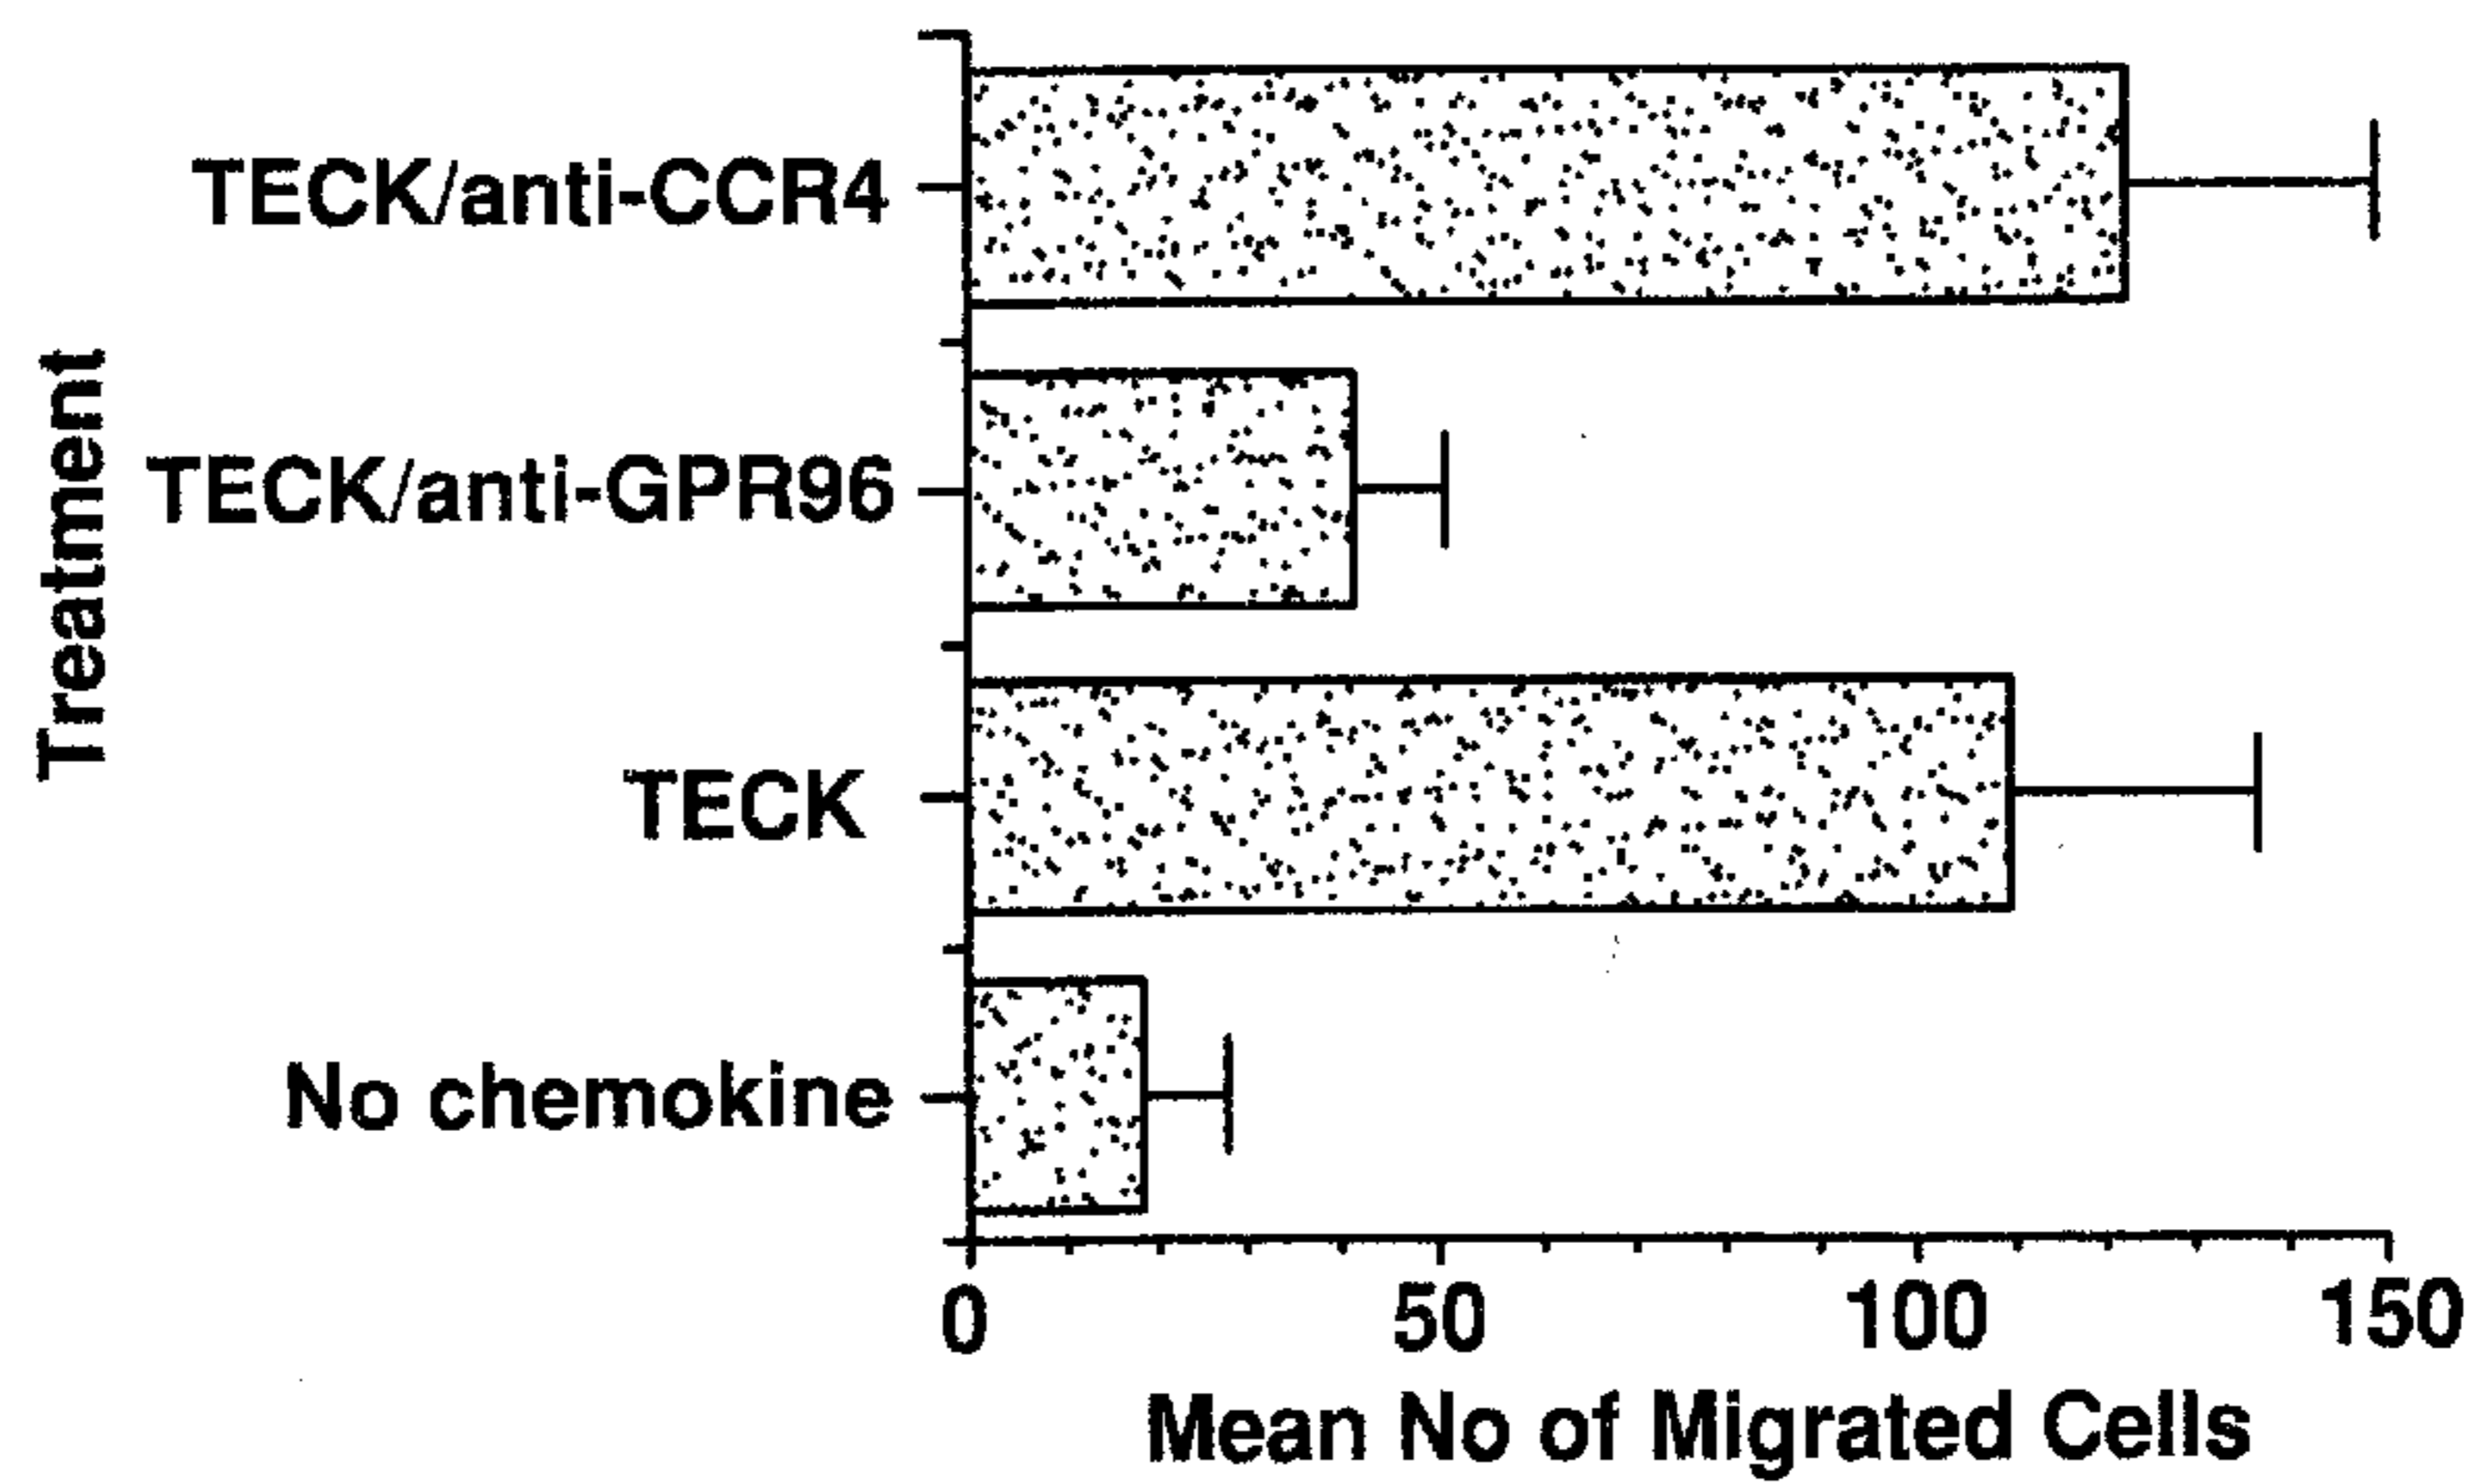 Treatment
TECK/anti-CCR4
TECK/anti-GPR96
TECK
No chemokine
0 50 100 150
Mean No of Migrated Cells